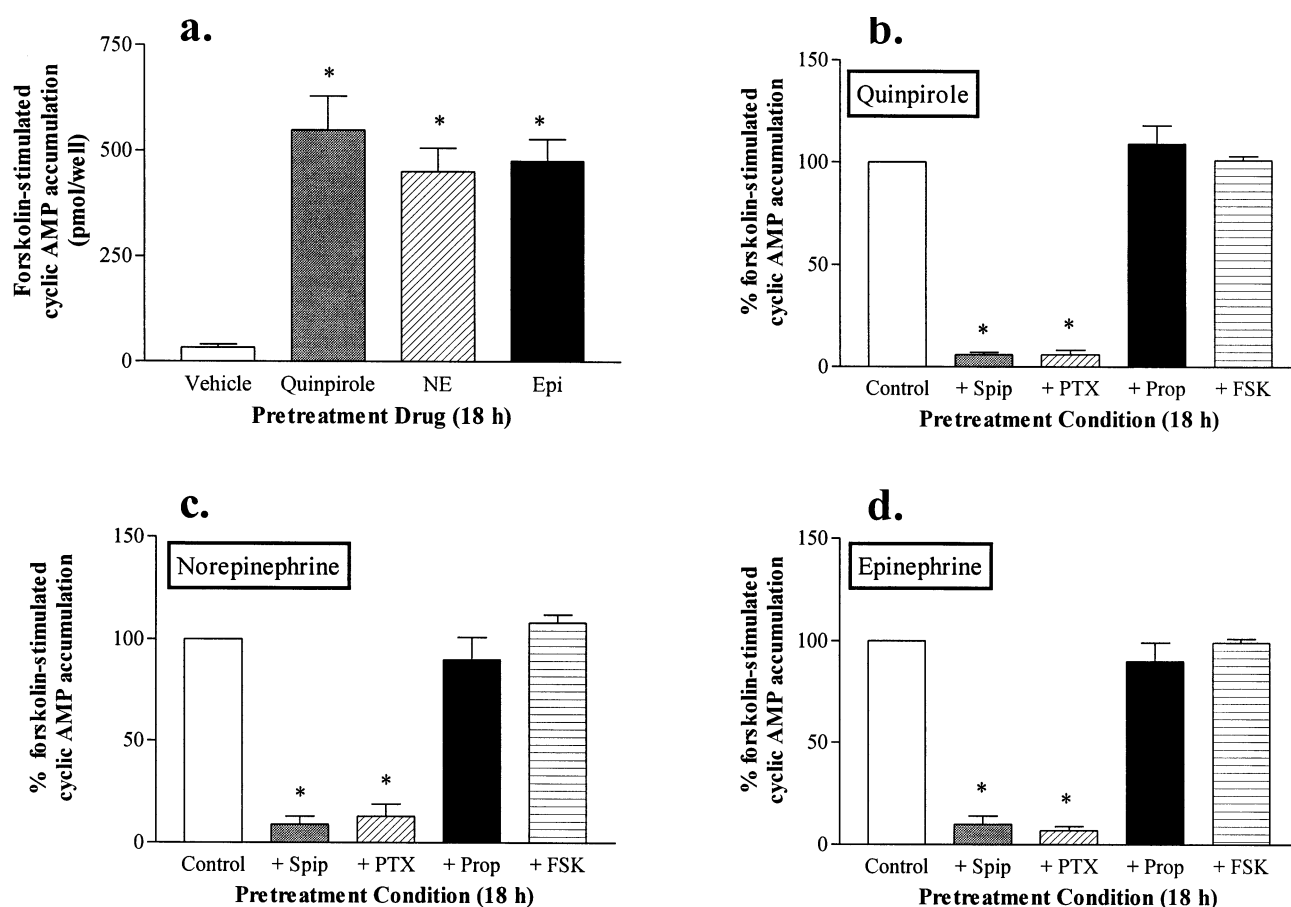 a.
Forskolin-stimulated
cyclic AMP accumulation
(pmol/well)
750
500
250
0
*
*
*
Vehicle Quinpirole NE Epi
Pretreatment Drug (18 h)
b.
Quinpirole
% forskolin-stimulated
cyclic AMP accumulation
150
100
50
0
*
*
Control + Spip + PTX + Prop + FSK
Pretreatment Condition (18 h)
c.
Norepinephrine
% forskolin-stimulated
cyclic AMP accumulation
150
100
50
0
*
*
Control + Spip + PTX + Prop + FSK
Pretreatment Condition (18 h)
d.
Epinephrine
% forskolin-stimulated
cyclic AMP accumulation
150
100
50
0
*
*
Control + Spip + PTX + Prop + FSK
Pretreatment Condition (18 h)